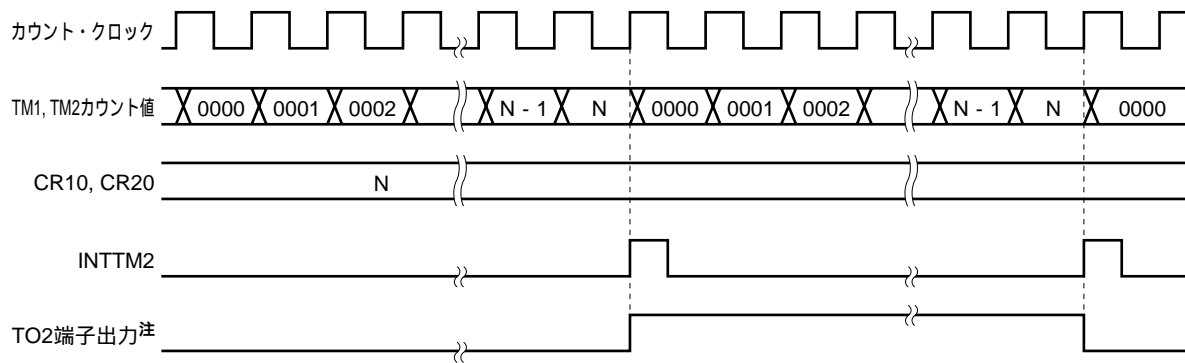 カウント・クロック
TM1, TM2カウント値 0000 0001 0002 N - 1 N 0000 0001 0002 N - 1 N 0000
CR10, CR20 N
INTTM2
TO2端子出力注